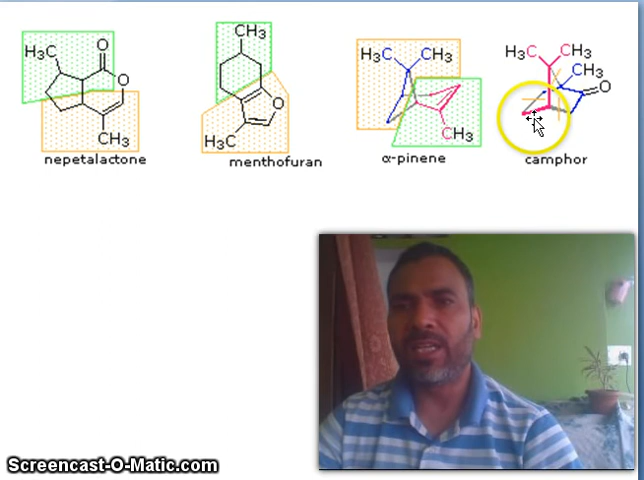 H3C
O
O
CH3
nepetalactone
CH3
O
H3C
menthofuran
H3C CH3
CH3
α-pinene
H3C CH3
CH3
O
camphor
Screencast-O-Matic.com